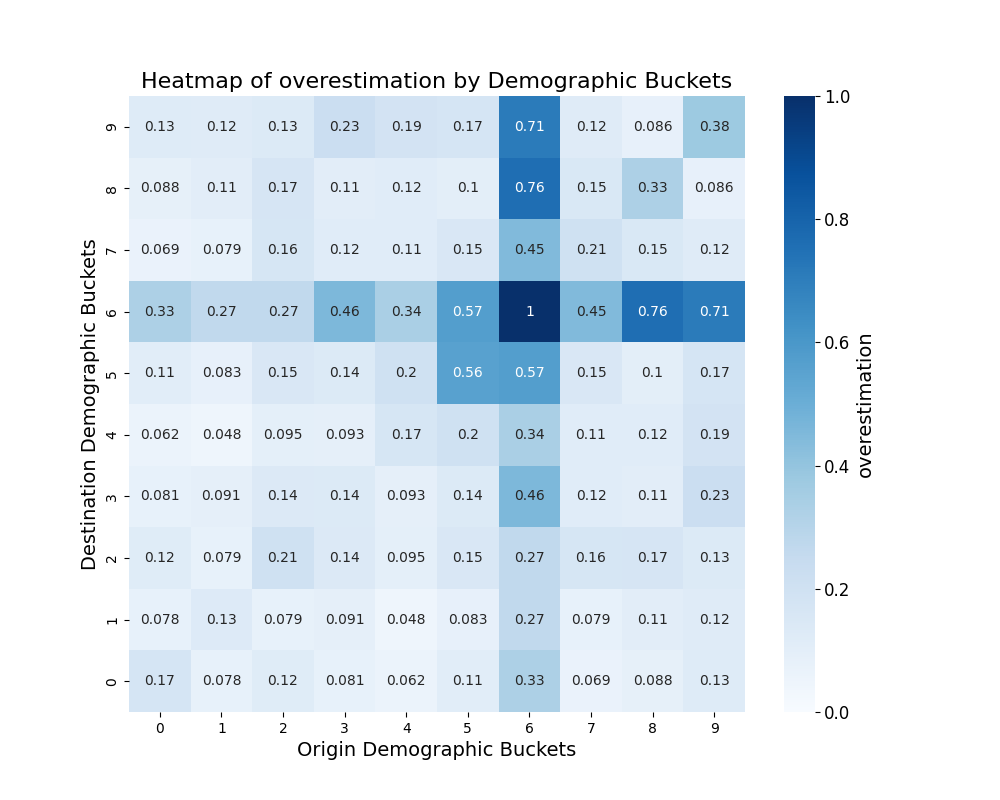 Heatmap of overestimation by Demographic Buckets
9 0.13 0.12 0.13 0.23 0.19 0.17 0.71 0.12 0.086 0.38
8 0.088 0.11 0.17 0.11 0.12 0.1 0.76 0.15 0.33 0.086
7 0.069 0.079 0.16 0.12 0.11 0.15 0.45 0.21 0.15 0.12
6 0.33 0.27 0.27 0.46 0.34 0.57 1 0.45 0.76 0.71
5 0.11 0.083 0.15 0.14 0.2 0.56 0.57 0.15 0.1 0.17
4 0.062 0.048 0.095 0.093 0.17 0.2 0.34 0.11 0.12 0.19
3 0.081 0.091 0.14 0.14 0.093 0.14 0.46 0.12 0.11 0.23
2 0.12 0.079 0.21 0.14 0.095 0.15 0.27 0.16 0.17 0.13
1 0.078 0.13 0.079 0.091 0.048 0.083 0.27 0.079 0.11 0.12
0 0.17 0.078 0.12 0.081 0.062 0.11 0.33 0.069 0.088 0.13
0 1 2 3 4 5 6 7 8 9
Origin Demographic Buckets
Destination Demographic Buckets
1.0
0.8
0.6
0.4
0.2
0.0
overestimation